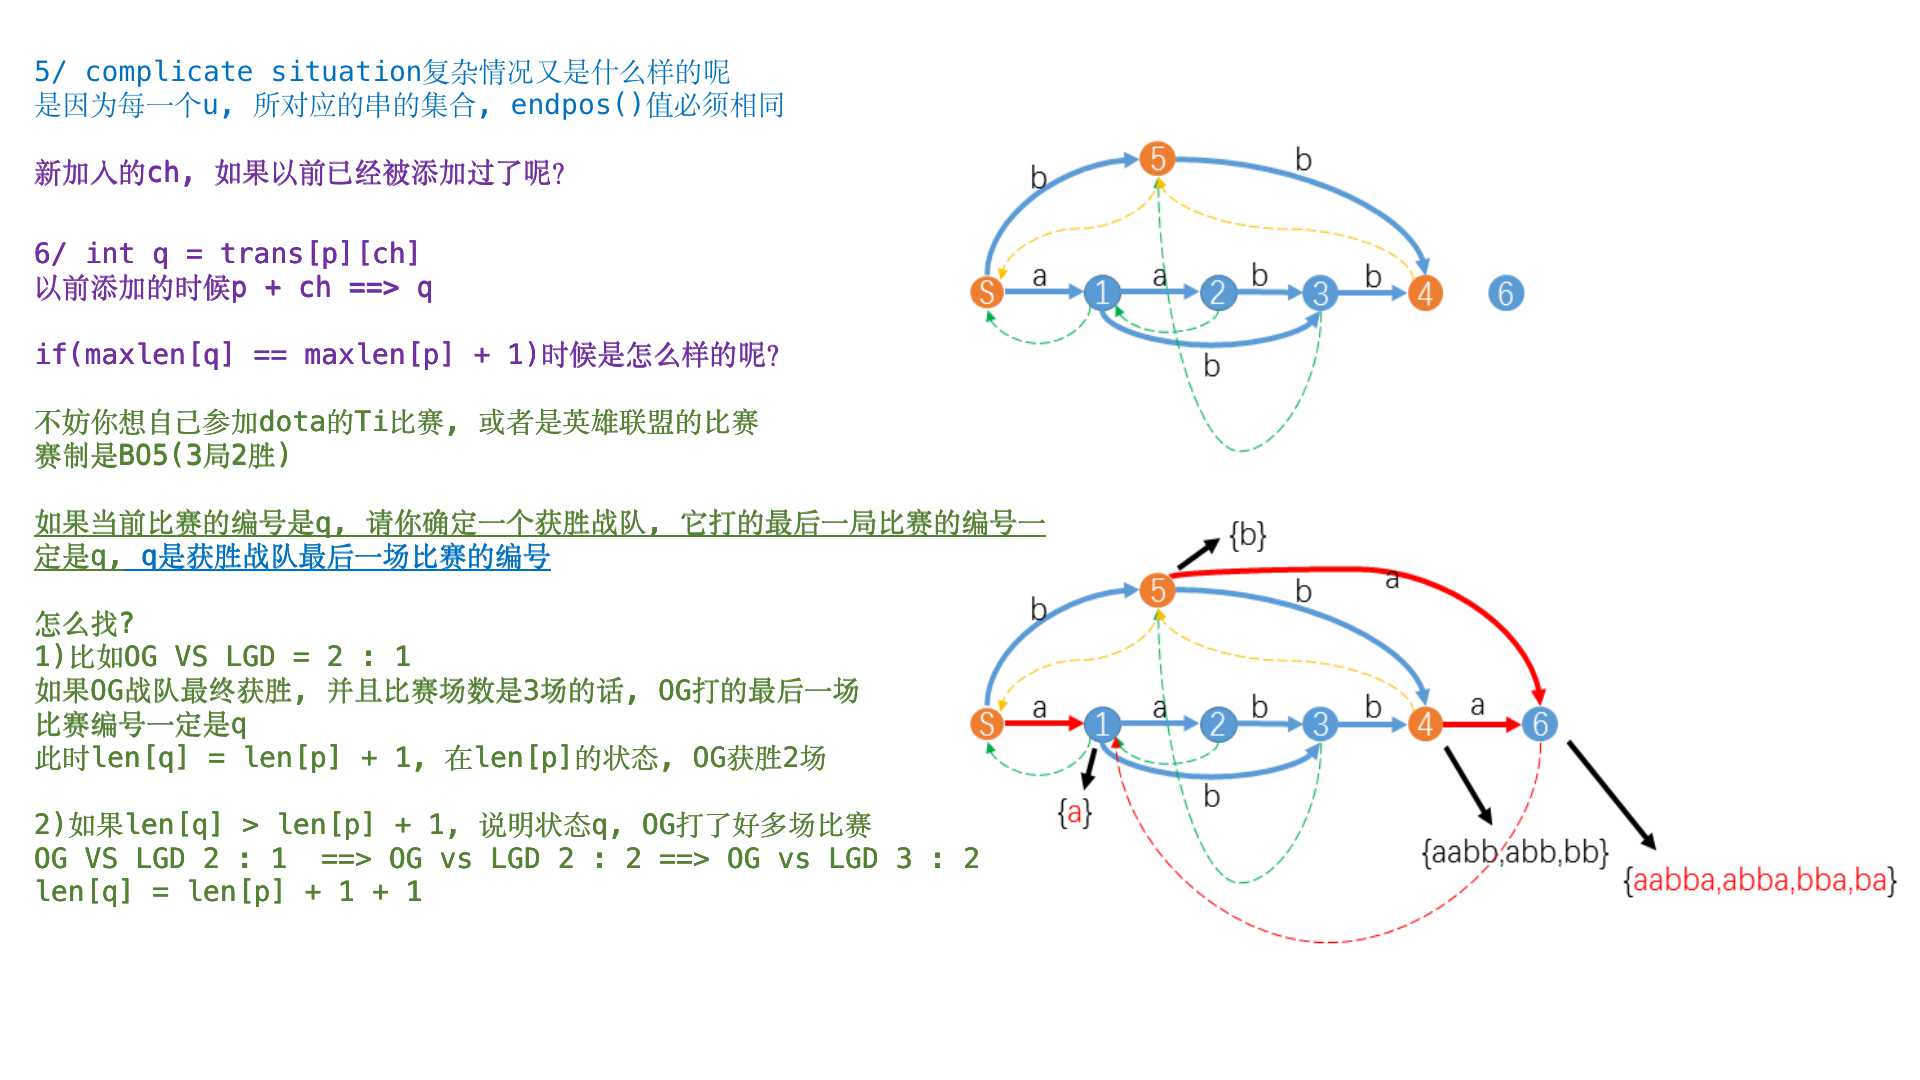 5/ complicate situation复杂情况又是什么样的呢
是因为每一个u, 所对应的串的集合, endpos()值必须相同
新加入的ch, 如果以前已经被添加过了呢?
6/ int q = trans[p][ch]
以前添加的时候p + ch ==> q
if(maxlen[q] == maxlen[p] + 1)时候是怎么样的呢?
不妨你想自己参加dota的Ti比赛, 或者是英雄联盟的比赛
赛制是BO5(3局2胜)
如果当前比赛的编号是q, 请你确定一个获胜战队, 它打的最后一局比赛的编号一
定是q, q是获胜战队最后一场比赛的编号
怎么找?
1)比如OG VS LGD = 2 : 1
如果OG战队最终获胜, 并且比赛场数是3场的话, OG打的最后一场
比赛编号一定是q
此时len[q] = len[p] + 1, 在len[p]的状态, OG获胜2场
2)如果len[q] > len[p] + 1, 说明状态q, OG打了好多场比赛
OG VS LGD 2 : 1  ==> OG vs LGD 2 : 2 ==> OG vs LGD 3 : 2
len[q] = len[p] + 1 + 1
5
b
b
S
a
1
a
2
b
3
b
4
6
b
{b}
5
a
b
b
S
a
1
a
2
b
3
b
4
a
6
b
{a}
{aabb,abb,bb}
{aabba,abba,bba,ba}